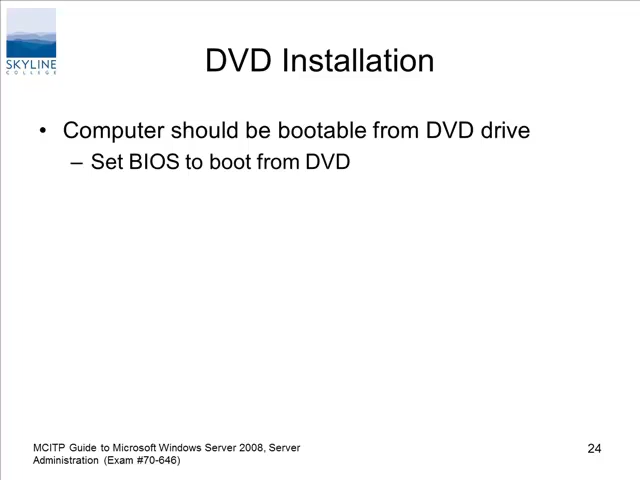 SKYLINE
COLLEGE
DVD Installation
• Computer should be bootable from DVD drive
– Set BIOS to boot from DVD
MCITP Guide to Microsoft Windows Server 2008, Server
Administration (Exam #70-646)
24